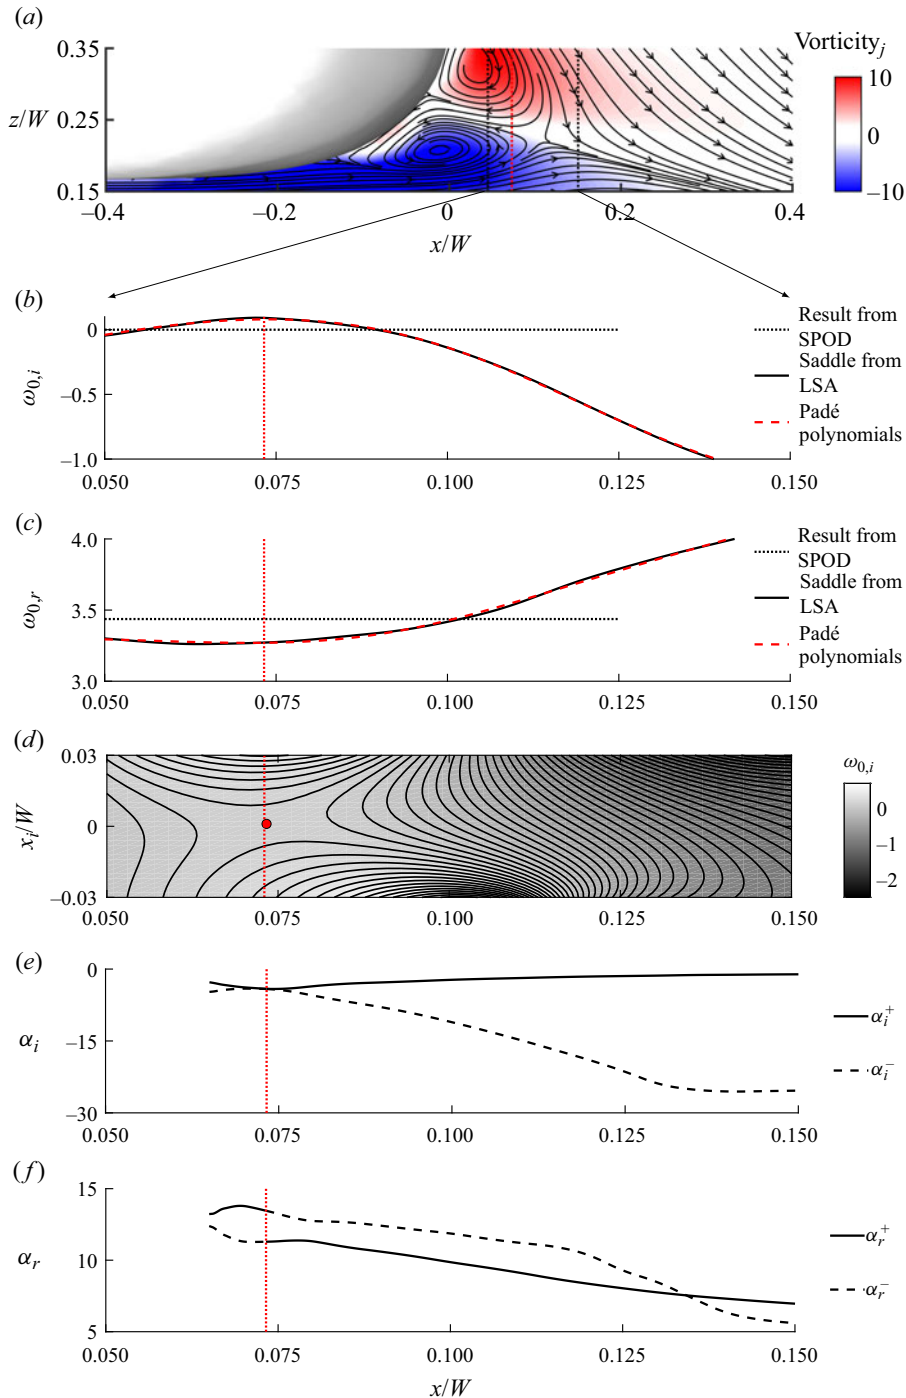 (a)
Vorticity_j
0.35
z/W
0.25
0.15
10
0
−10
−0.4
−0.2
0
0.2
0.4
x/W
(b)
0
−0.5
−1.0
ω_{0,i}
0.050
0.075
0.100
0.125
0.150
Result from
SPOD
Saddle from
LSA
Padé
polynomials
(c)
4.0
3.5
3.0
ω_{0,r}
0.050
0.075
0.100
0.125
0.150
Result from
SPOD
Saddle from
LSA
Padé
polynomials
(d)
0.03
0
−0.03
x_i/W
0.050
0.075
0.100
0.125
0.150
ω_{0,i}
0
−1
−2
(e)
0
−15
−30
α_i
0.050
0.075
0.100
0.125
0.150
α_i^+
α_i^−
(f)
15
10
5
α_r
0.050
0.075
0.100
0.125
0.150
x/W
α_r^+
α_r^−